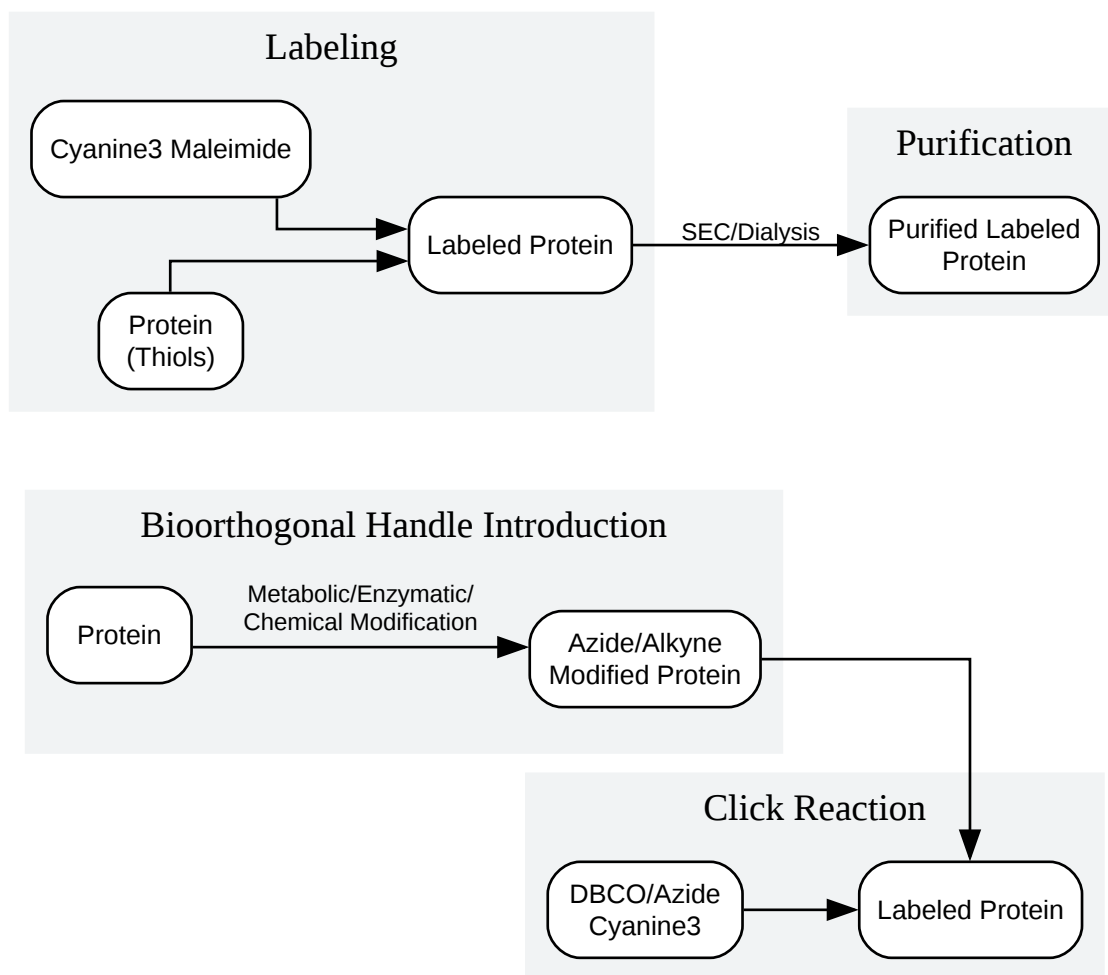 Labeling
Cyanine3 Maleimide
Protein
(Thiols)
Labeled Protein
SEC/Dialysis
Purification
Purified Labeled
Protein
Bioorthogonal Handle Introduction
Protein
Metabolic/Enzymatic/
Chemical Modification
Azide/Alkyne
Modified Protein
Click Reaction
DBCO/Azide
Cyanine3
Labeled Protein